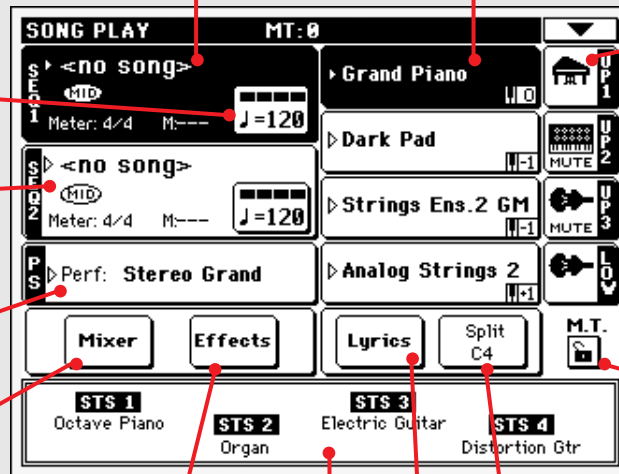 SONG PLAY MT:0
SEQ1
<no song>
MID
Meter: 4/4 M:---
♩=120
SEQ2
<no song>
MID
Meter: 4/4 M:---
♩=120
PS
Perf: Stereo Grand
Grand Piano
0
Dark Pad
-1
Strings Ens.2 GM
-1
Analog Strings 2
+1
UP1
UP2
MUTE
UP3
MUTE
LOW
Mixer
Effects
Lyrics
Split
C4
M.T.
STS 1
Octave Piano
STS 2
Organ
STS 3
Electric Guitar
STS 4
Distortion Gtr